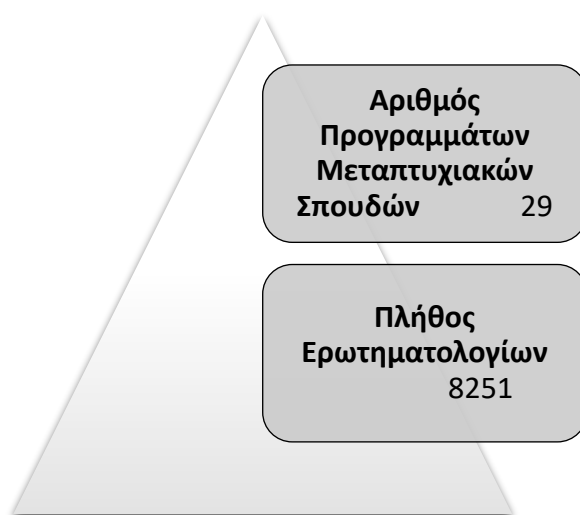 Αριθμός
Προγραμμάτων
Μεταπτυχιακών
Σπουδών 29
Πλήθος
Ερωτηματολογίων
8251